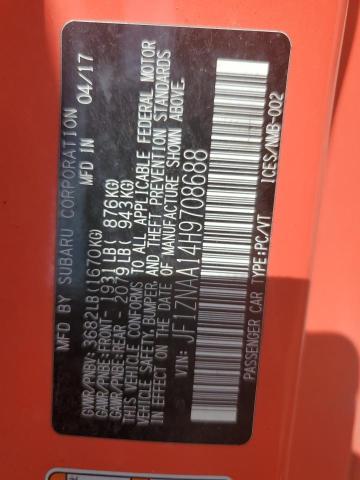 MFD BY SUBARU CORPORATION 04/17
GVWR/PNBV: 3682LB(1670KG)
GAWR/PNBE:FRONT- 1931LB( 876KG)
GAWR/PNBE:REAR - 2079LB( 943KG)
THIS VEHICLE CONFORMS TO ALL APPLICABLE FEDERAL MOTOR
VEHICLE SAFETY,BUMPER, AND THEFT PREVENTION STANDARDS
IN EFFECT ON THE DATE OF MANUFACTURE SHOWN ABOVE.
VIN: JF1ZNAA14H9708688
PASSENGER CAR TYPE:PC/VT ICES/NMB-002